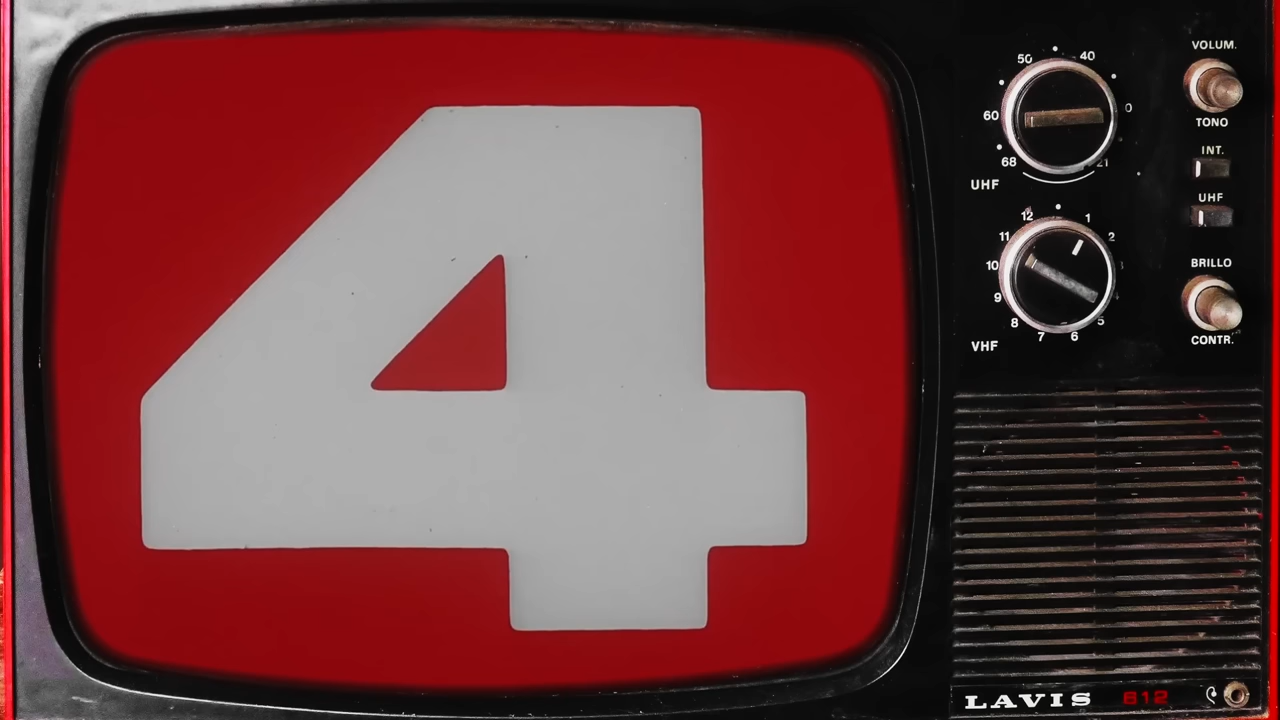 4
50 40
60 0
68 21
UHF
12 1
11 2
10
9
8 5
7 6
VHF
VOLUM.
TONO
INT.
UHF
BRILLO
CONTR.
LAVIS 612